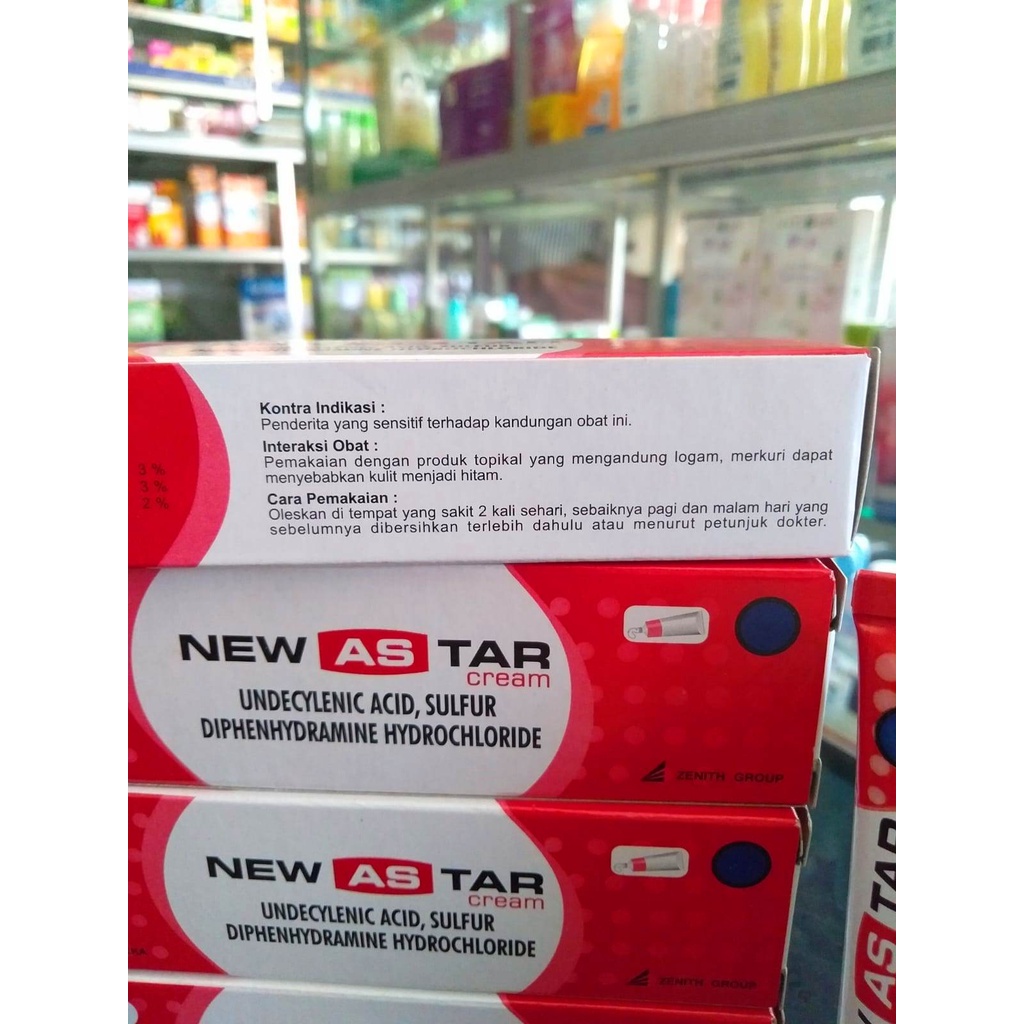 HYDROCHLORIDE
Kontra Indikasi :
Penderita yang sensitif terhadap kandungan obat ini.
Interaksi Obat :
Pemakaian dengan produk topikal yang mengandung logam, merkuri dapat
menyebabkan kulit menjadi hitam.
Cara Pemakaian :
Oleskan di tempat yang sakit 2 kali sehari, sebaiknya pagi dan malam hari yang
sebelumnya dibersihkan terlebih dahulu atau menurut petunjuk dokter.
3 %
3 %
2 %
NEW AS TAR
cream
UNDECYLENIC ACID, SULFUR
DIPHENHYDRAMINE HYDROCHLORIDE
ZENITH GROUP
NEW AS TAR
cream
UNDECYLENIC ACID, SULFUR
DIPHENHYDRAMINE HYDROCHLORIDE
ZENITH GROUP
AS TAR